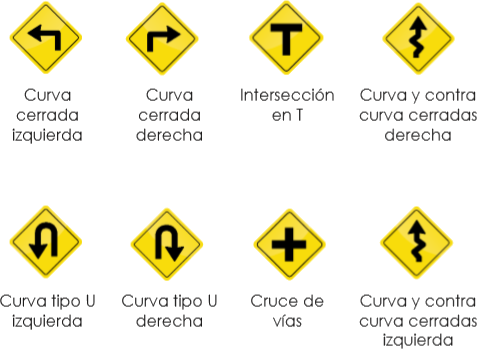 Curva
cerrada
izquierda
Curva
cerrada
derecha
Intersección
en T
Curva y contra
curva cerradas
derecha
Curva tipo U
izquierda
Curva tipo U
derecha
Cruce de
vías
Curva y contra
curva cerradas
izquierda